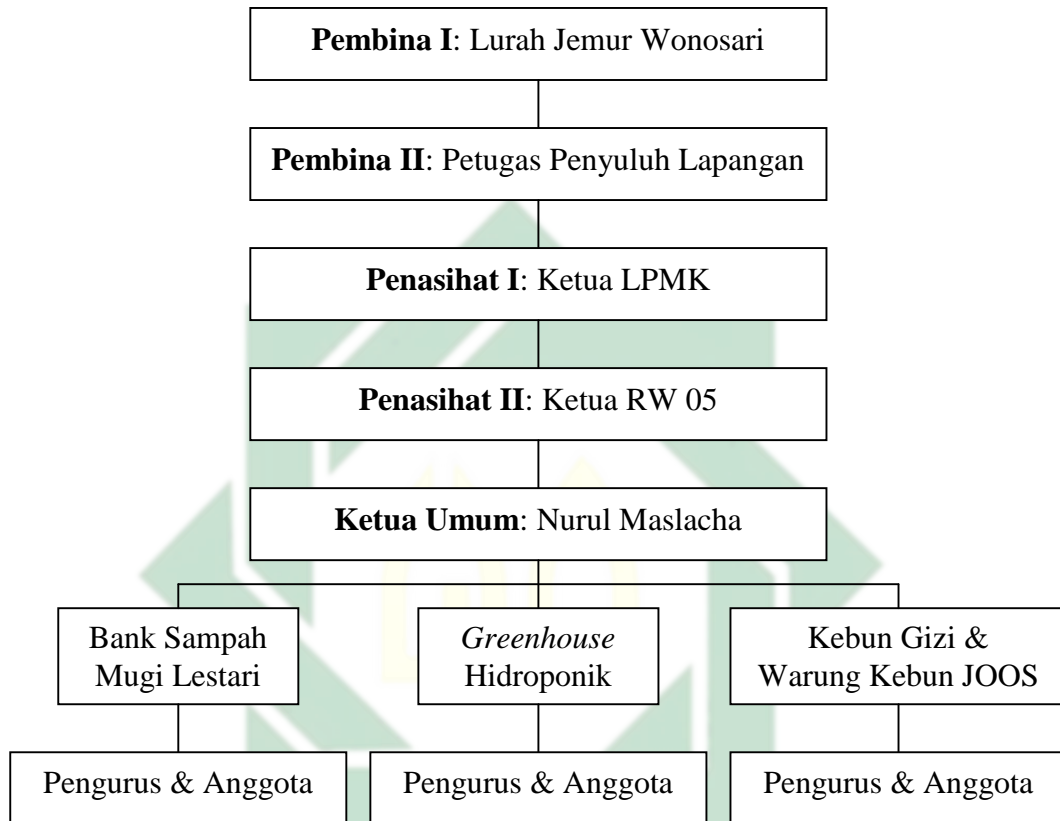 Pembina I: Lurah Jemur Wonosari
Pembina II: Petugas Penyuluh Lapangan
Penasihat I: Ketua LPMK
Penasihat II: Ketua RW 05
Ketua Umum: Nurul Maslacha
Bank Sampah
Mugi Lestari
Greenhouse
Hidroponik
Kebun Gizi &
Warung Kebun JOOS
Pengurus & Anggota
Pengurus & Anggota
Pengurus & Anggota